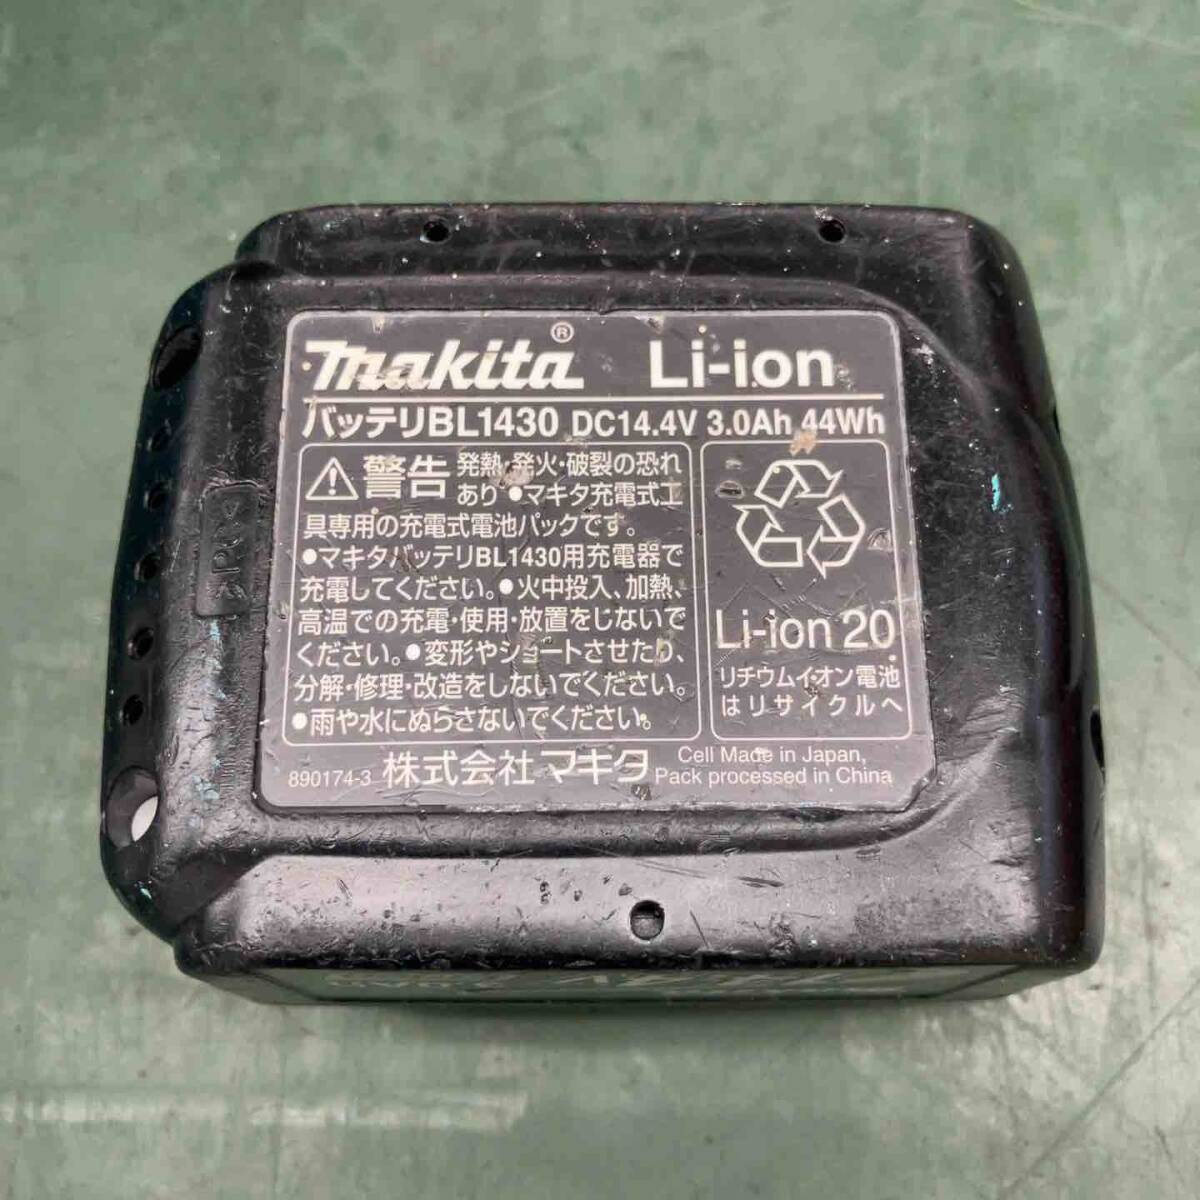 makita® Li-ion
バッテリBL1430 DC14.4V 3.0Ah 44Wh
警告 発熱・発火・破裂の恐れ
あり ●マキタ充電式工
具専用の充電式電池パックです。
●マキタバッテリBL1430用充電器で
充電してください。●火中投入、加熱、
高温での充電・使用・放置をしないで
ください。●変形やショートさせたり、
分解・修理・改造をしないでください。
●雨や水にぬらさないでください。
Li-ion 20
リチウムイオン電池
はリサイクルへ
890174-3 株式会社マキタ
Cell Made in Japan,
Pack processed in China